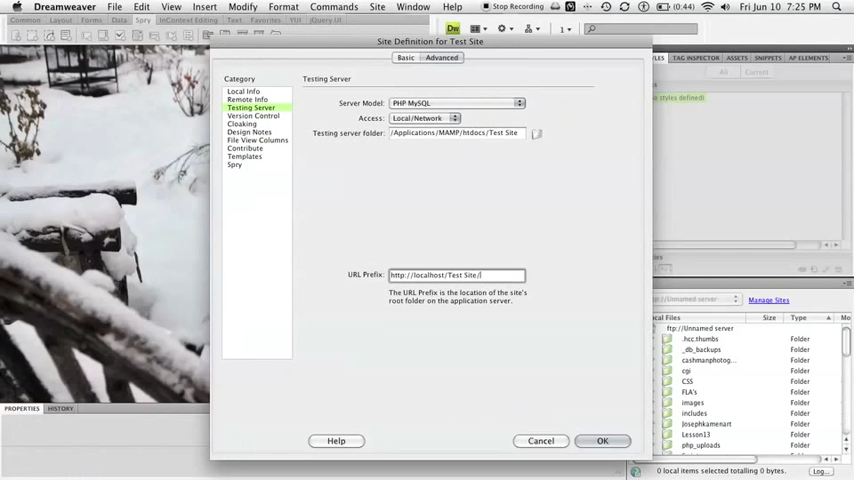 Dreamweaver File Edit View Insert Modify Format Commands Site Window Help Stop Recording (0:44) Fri Jun 10 7:25 PM
Common Layout Forms Data Spry InContext Editing Text Favorites YUI jQuery UI
Dw 1
Site Definition for Test Site
Basic Advanced
Category Testing Server
Local Info
Remote Info
Testing Server
Version Control
Cloaking
Design Notes
File View Columns
Contribute
Templates
Spry
Server Model: PHP MySQL
Access: Local/Network
Testing server folder: /Applications/MAMP/htdocs/Test Site
URL Prefix: http://localhost/Test Site/
The URL Prefix is the location of the site's
root folder on the application server.
Help Cancel OK
TAG INSPECTOR ASSETS SNIPPETS AP ELEMENTS
All Current
styles defined)
ftp://Unnamed server Manage Sites
Local Files Size Type Mo
ftp://Unnamed server
.hcc.thumbs Folder
_db_backups Folder
cashmanphotog... Folder
cgi Folder
CSS Folder
FLA's Folder
images Folder
includes Folder
Josephkamenart Folder
Lesson13 Folder
php_uploads Folder
0 local items selected totalling 0 bytes. Log...
PROPERTIES HISTORY